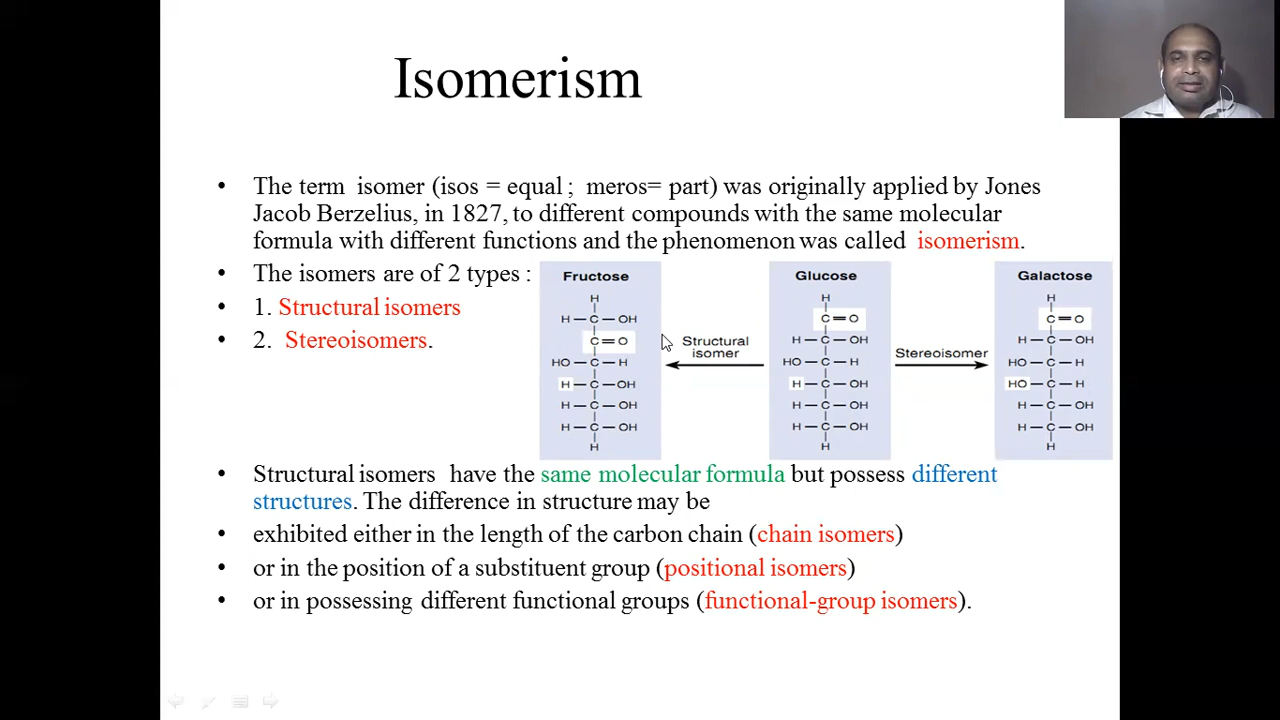 Isomerism
• The term isomer (isos = equal ; meros= part) was originally applied by Jones
Jacob Berzelius, in 1827, to different compounds with the same molecular
formula with different functions and the phenomenon was called isomerism.
• The isomers are of 2 types :
• 1. Structural isomers
• 2. Stereoisomers.
Fructose
H
H — C — OH
C = O
HO — C — H
H — C — OH
H — C — OH
H — C — OH
H
Structural
isomer
Glucose
H
C = O
H — C — OH
HO — C — H
H — C — OH
H — C — OH
H — C — OH
H
Stereoisomer
Galactose
H
C = O
H — C — OH
HO — C — H
HO — C — H
H — C — OH
H — C — OH
H
• Structural isomers have the same molecular formula but possess different
structures. The difference in structure may be
• exhibited either in the length of the carbon chain (chain isomers)
• or in the position of a substituent group (positional isomers)
• or in possessing different functional groups (functional-group isomers).